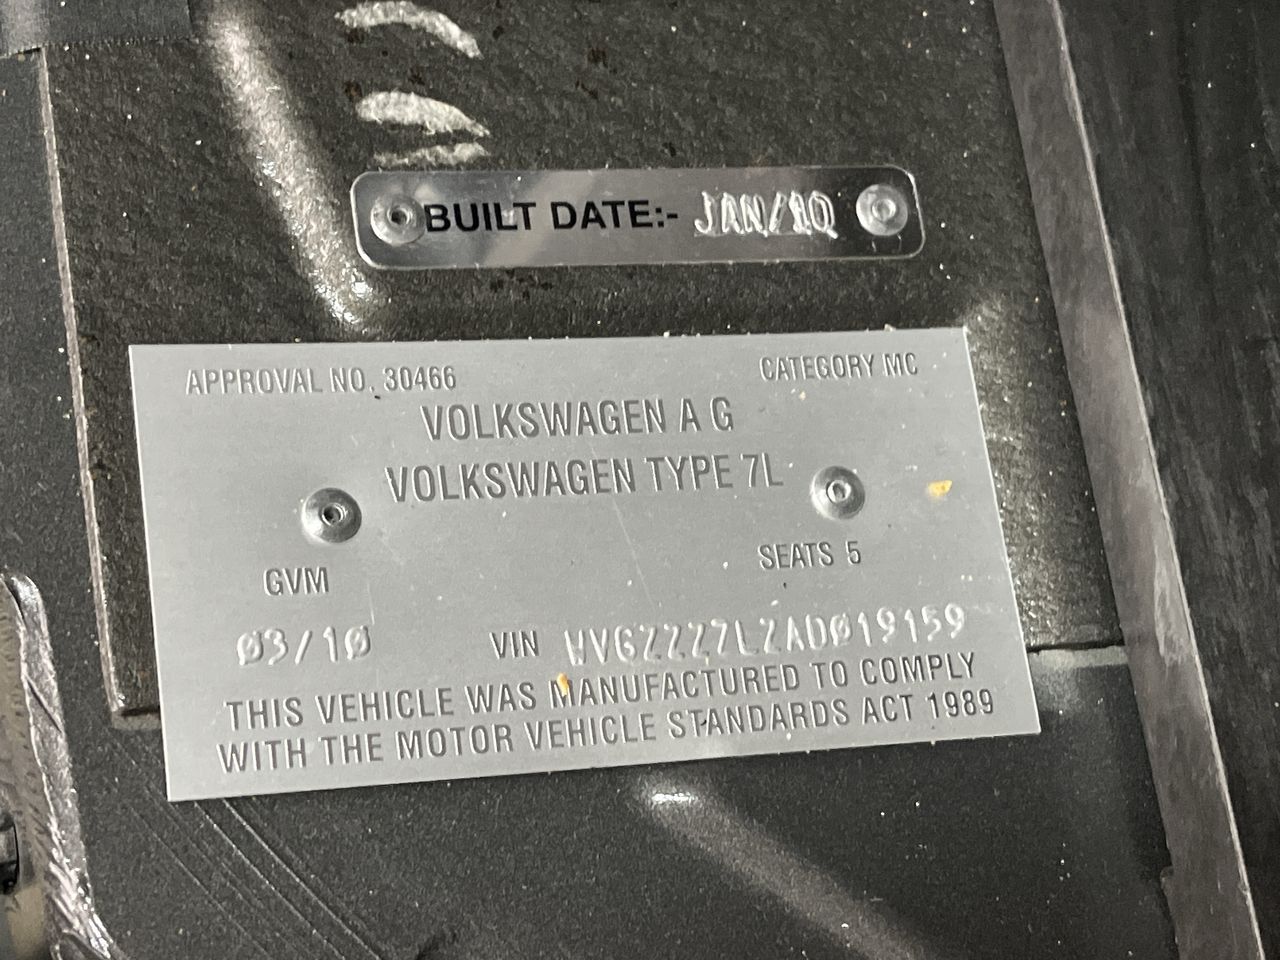 BUILT DATE:- JAN/10
APPROVAL NO. 30466 CATEGORY MC
VOLKSWAGEN A G
VOLKSWAGEN TYPE 7L
SEATS 5
GVM
03/10 VIN WVGZZZ7LZAD019159
THIS VEHICLE WAS MANUFACTURED TO COMPLY
WITH THE MOTOR VEHICLE STANDARDS ACT 1989